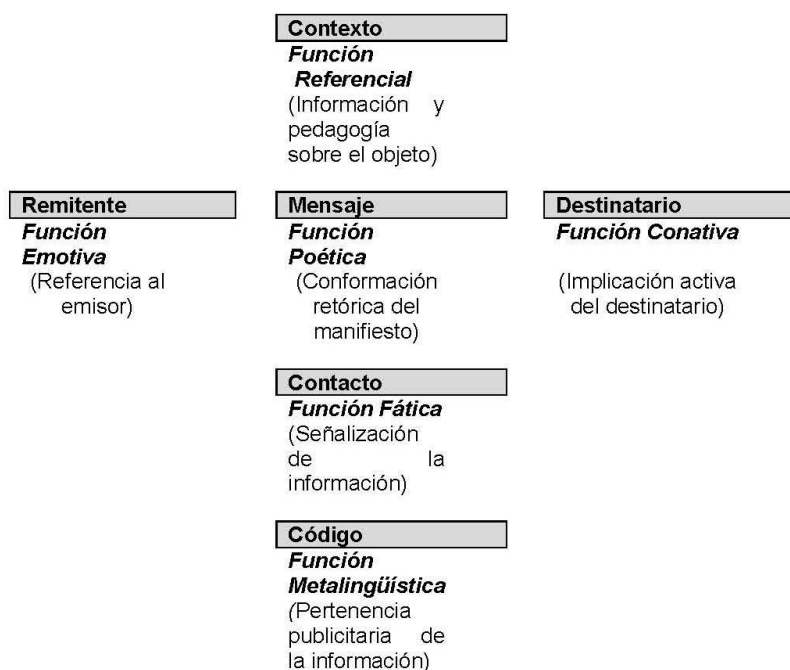 Contexto
Función
Referencial
(Información y
pedagogía
sobre el objeto)
Remitente
Función
Emotiva
(Referencia al
emisor)
Mensaje
Función
Poética
(Conformación
retórica del
manifiesto)
Destinatario
Función Conativa
(Implicación activa
del destinatario)
Contacto
Función Fática
(Señalización
de la
información)
Código
Función
Metalingüística
(Pertenencia
publicitaria de
la información)